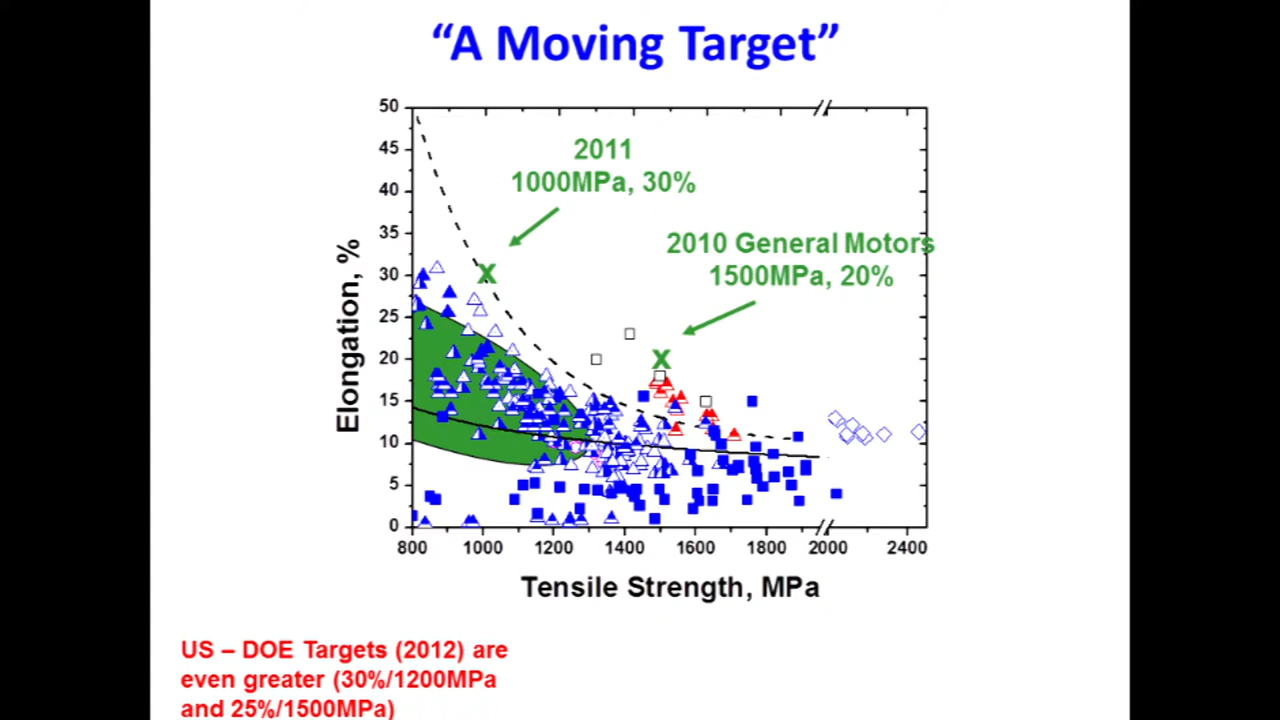 “A Moving Target”
50
45
40
35
30
25
20
15
10
5
0
Elongation, %
2011
1000MPa, 30%
2010 General Motors
1500MPa, 20%
X
X
800 1000 1200 1400 1600 1800 2000 2400
Tensile Strength, MPa
US – DOE Targets (2012) are
even greater (30%/1200MPa
and 25%/1500MPa)